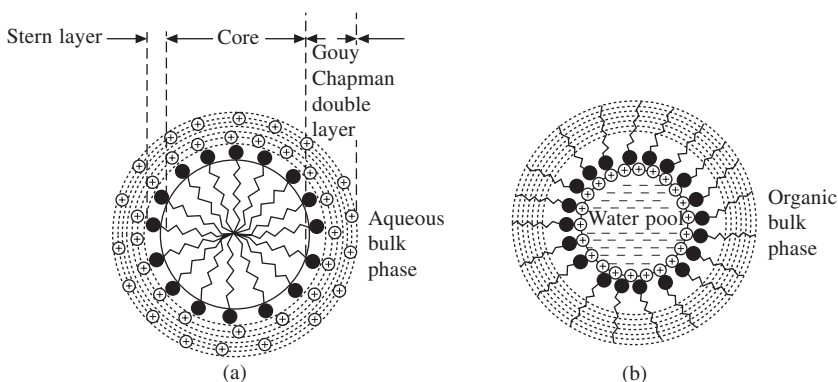 Stern layer
Core
Gouy
Chapman
double
layer
Aqueous
bulk
phase
(a)
Water pool
Organic
bulk
phase
(b)